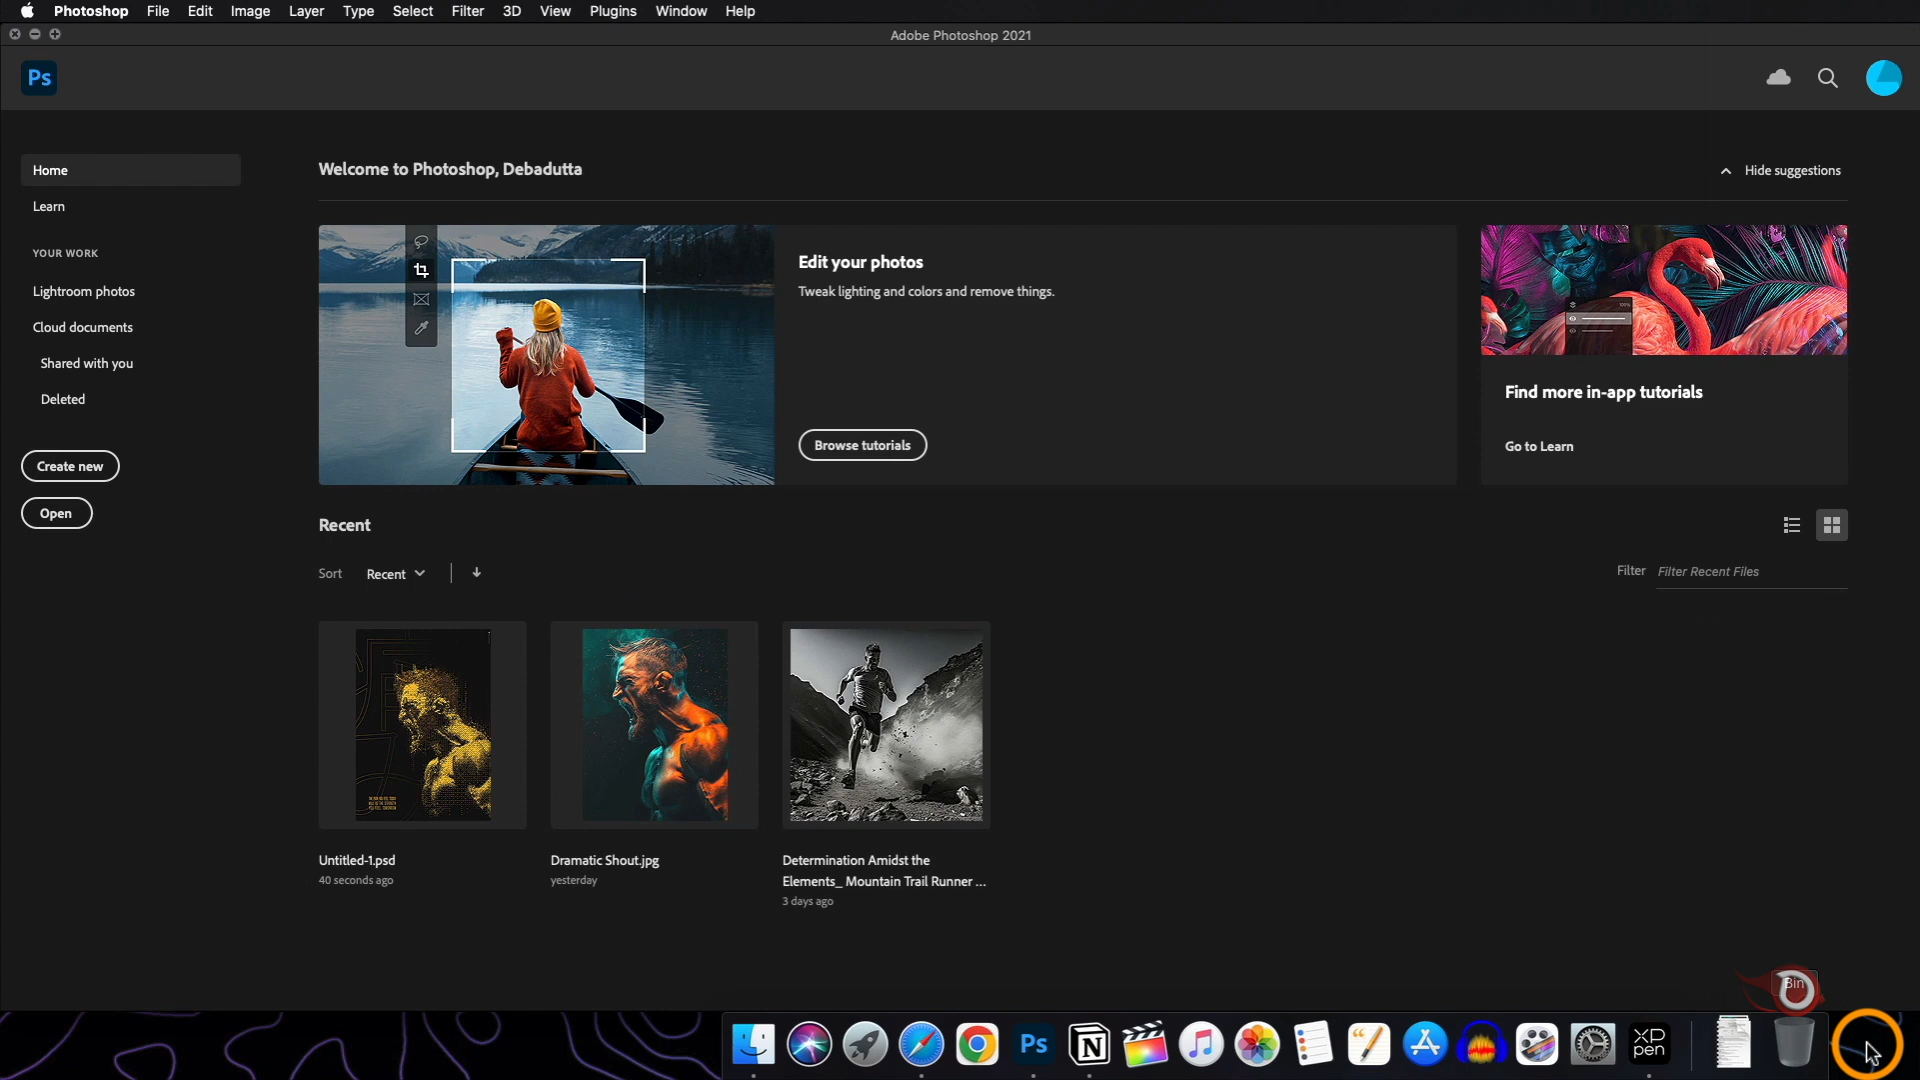 Photoshop File Edit Image Layer Type Select Filter 3D View Plugins Window Help
Adobe Photoshop 2021
Ps
Home
Learn
YOUR WORK
Lightroom photos
Cloud documents
Shared with you
Deleted
Create new
Open
Welcome to Photoshop, Debadutta
Hide suggestions
Edit your photos
Tweak lighting and colors and remove things.
Browse tutorials
Find more in-app tutorials
Go to Learn
Recent
Sort Recent
Filter Filter Recent Files
Untitled-1.psd
40 seconds ago
Dramatic Shout.jpg
yesterday
Determination Amidst the
Elements_ Mountain Trail Runner ...
3 days ago
Bin
Ps
XP
pen